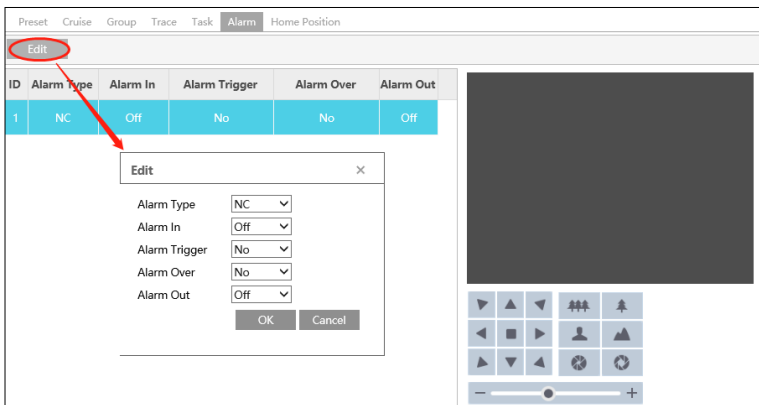 Preset Cruise Group Trace Task Alarm Home Position
Edit
ID Alarm Type Alarm In Alarm Trigger Alarm Over Alarm Out
1 NC Off No No Off
Edit
Alarm Type NC
Alarm In Off
Alarm Trigger No
Alarm Over No
Alarm Out Off
OK Cancel